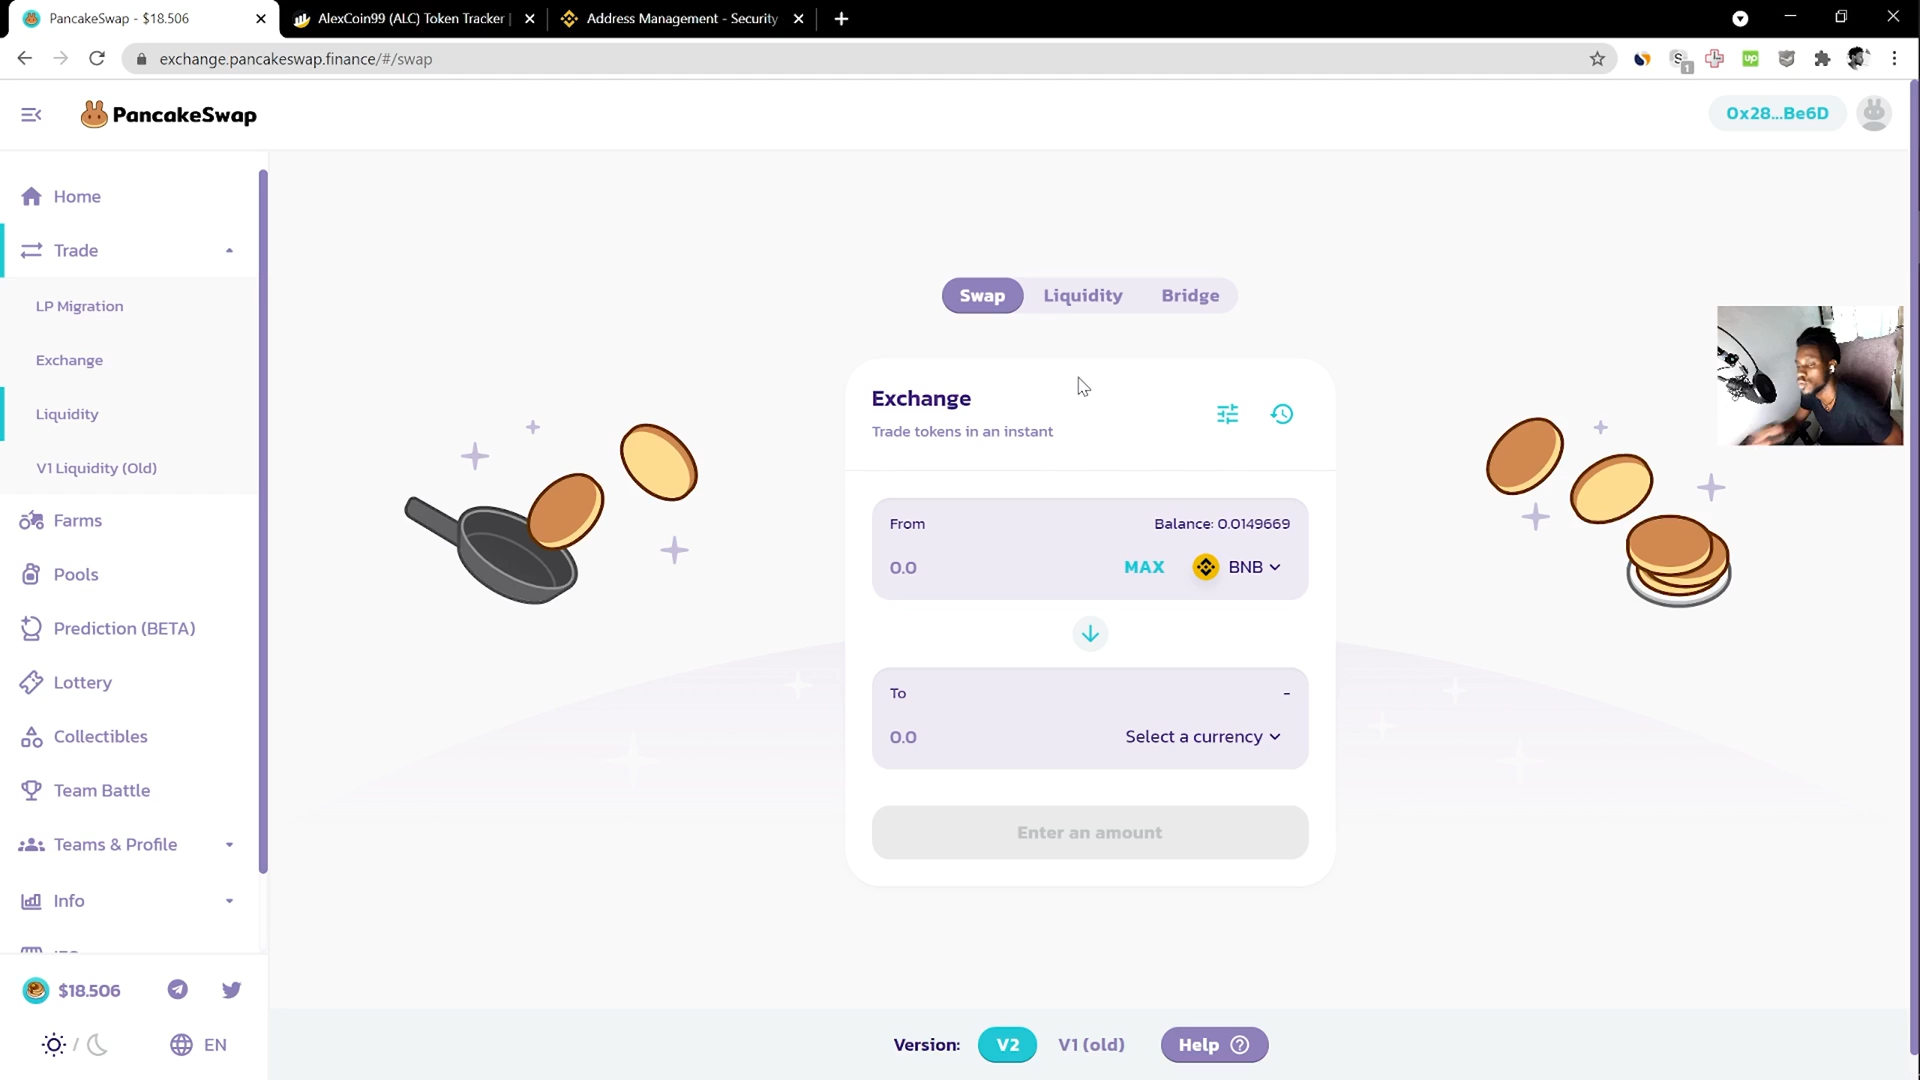 PancakeSwap - $18.506
AlexCoin99 (ALC) Token Tracker |
Address Management - Security
exchange.pancakeswap.finance/#/swap
S
1
up
PancakeSwap
0x28...Be6D
Home
Trade
LP Migration
Exchange
Liquidity
V1 Liquidity (Old)
Farms
Pools
Prediction (BETA)
Lottery
Collectibles
Team Battle
Teams & Profile
Info
$18.506
/
EN
Swap
Liquidity
Bridge
Exchange
Trade tokens in an instant
From
Balance: 0.0149669
0.0
MAX
BNB
To
-
0.0
Select a currency
Enter an amount
Version:
V2
V1 (old)
Help ?